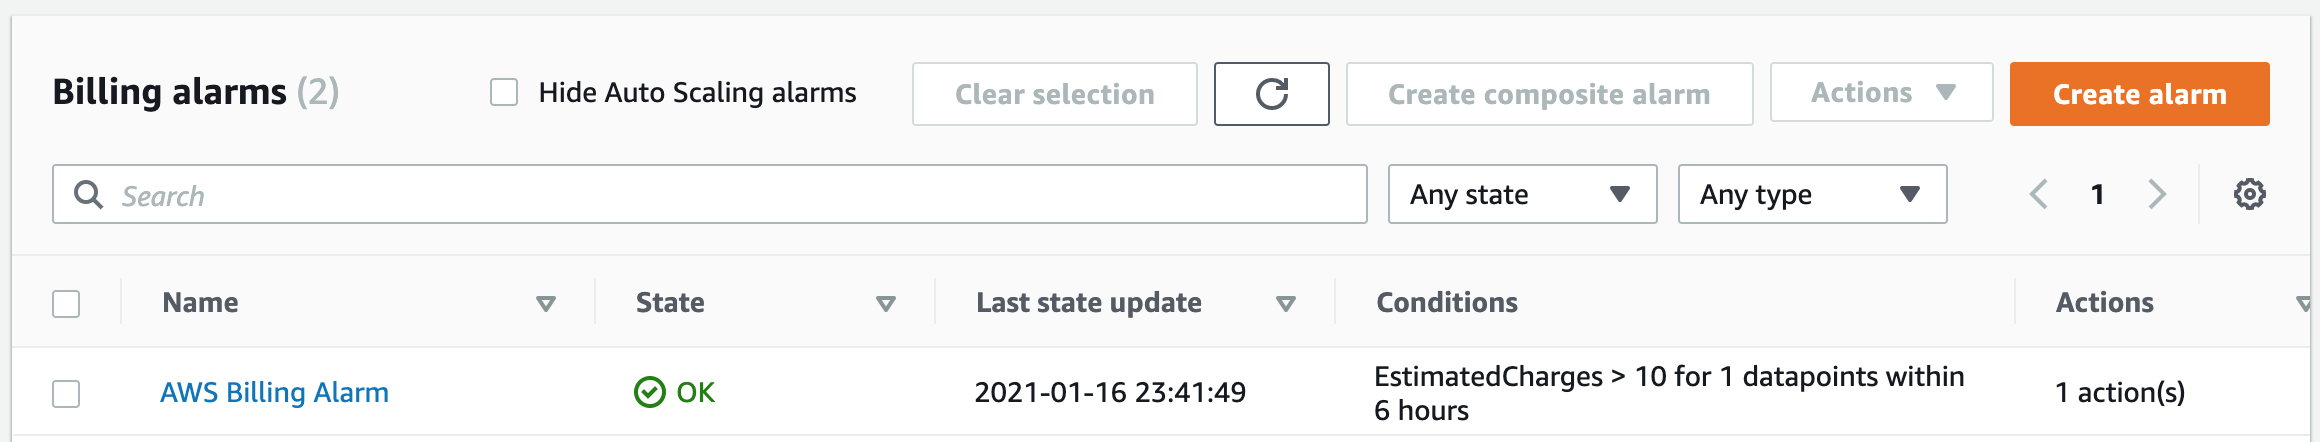 Billing alarms (2)
Hide Auto Scaling alarms
Clear selection
Create composite alarm
Actions
Create alarm
Search
Any state
Any type
1
Name
State
Last state update
Conditions
Actions
AWS Billing Alarm
OK
2021-01-16 23:41:49
EstimatedCharges > 10 for 1 datapoints within
6 hours
1 action(s)